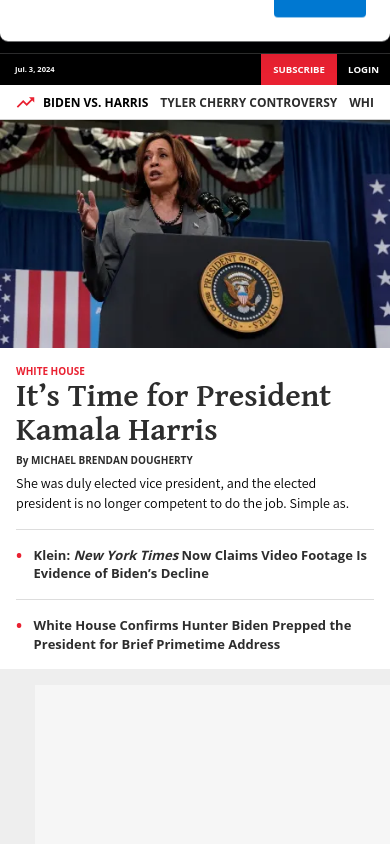 Jul. 3, 2024
SUBSCRIBE
LOGIN
BIDEN VS. HARRIS
TYLER CHERRY CONTROVERSY
WHI
SEAL OF THE PRESIDENT OF THE UNITED STATES
WHITE HOUSE
It’s Time for President
Kamala Harris
By MICHAEL BRENDAN DOUGHERTY
She was duly elected vice president, and the elected
president is no longer competent to do the job. Simple as.
Klein: New York Times Now Claims Video Footage Is
Evidence of Biden’s Decline
White House Confirms Hunter Biden Prepped the
President for Brief Primetime Address